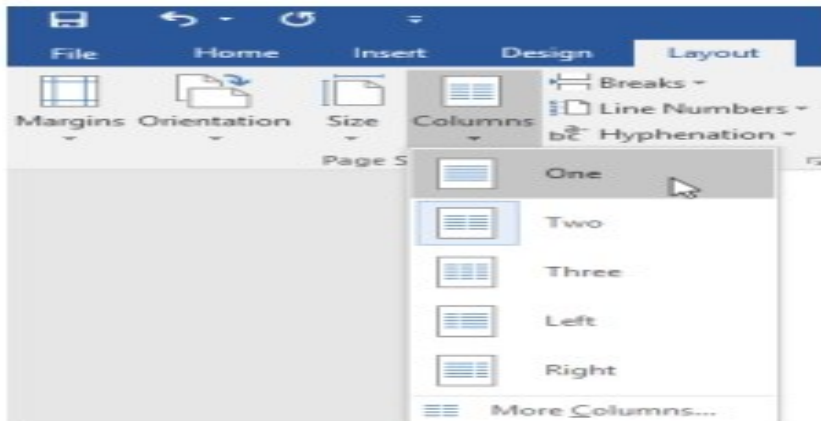 File Home Insert Design Layout
Breaks
Line Numbers
Margins Orientation Size Columns
Hyphenation
Page S
One
Two
Three
Left
Right
More Columns...